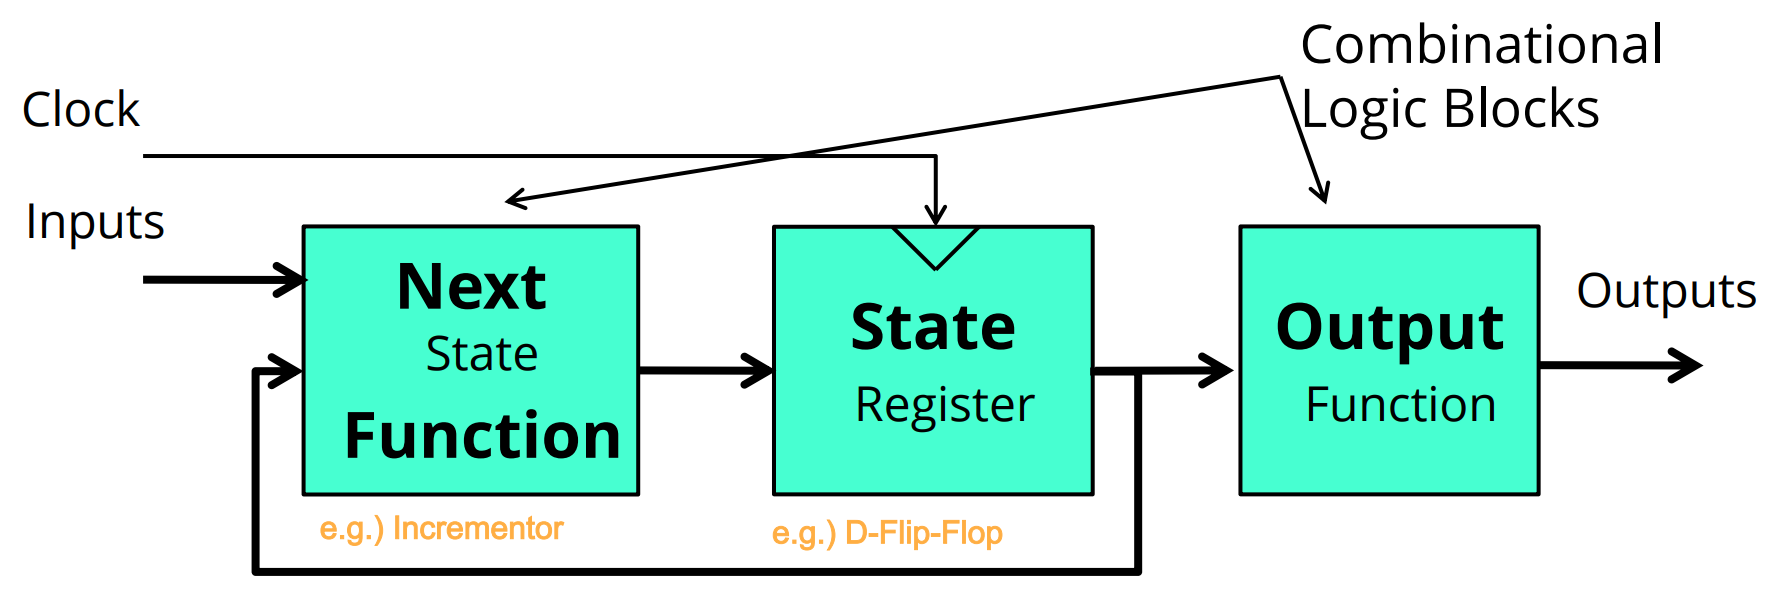 Combinational
Logic Blocks
Clock
Inputs
Next
State
Function
e.g.) Incrementor
State
Register
e.g.) D-Flip-Flop
Output
Function
Outputs